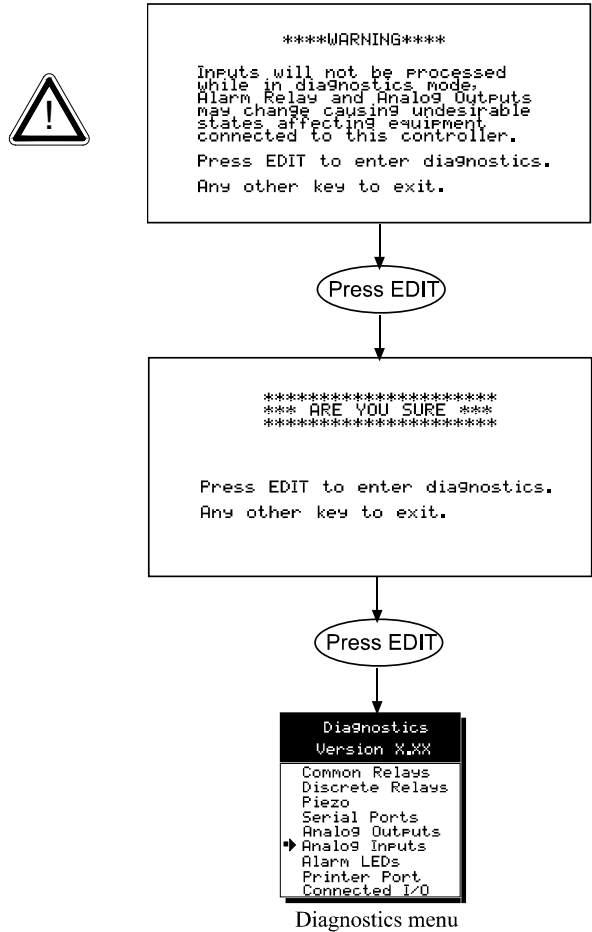 ****WARNING****
Inputs will not be processed
while in diagnostics mode,
Alarm Relay and Analog Outputs
may change causing undesirable
states affecting equipment
connected to this controller.
Press EDIT to enter diagnostics.
Any other key to exit.
!
Press EDIT
*********************
*** ARE YOU SURE ***
*********************
Press EDIT to enter diagnostics.
Any other key to exit.
Press EDIT
Diagnostics
Version X.XX
Common Relays
Discrete Relays
Piezo
Serial Ports
Analog Outputs
Analog Inputs
Alarm LEDs
Printer Port
Connected I/O
Diagnostics menu